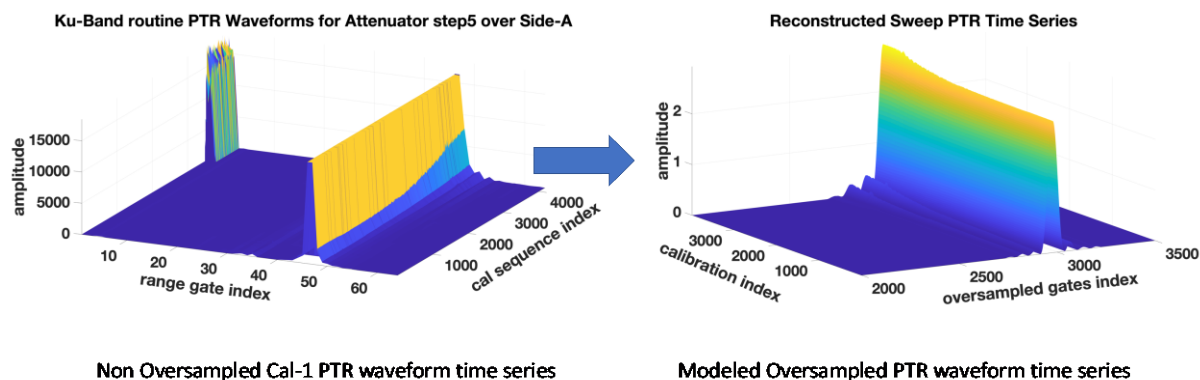 Ku-Band routine PTR Waveforms for Attenuator step5 over Side-A
amplitude
15000
10000
5000
0
10
20
30
40
50
60
range gate index
1000
2000
3000
4000
cal sequence index
Non Oversampled Cal-1 PTR waveform time series
Reconstructed Sweep PTR Time Series
amplitude
2
1
0
3000
2000
1000
calibration index
2000
2500
3000
3500
oversampled gates index
Modeled Oversampled PTR waveform time series